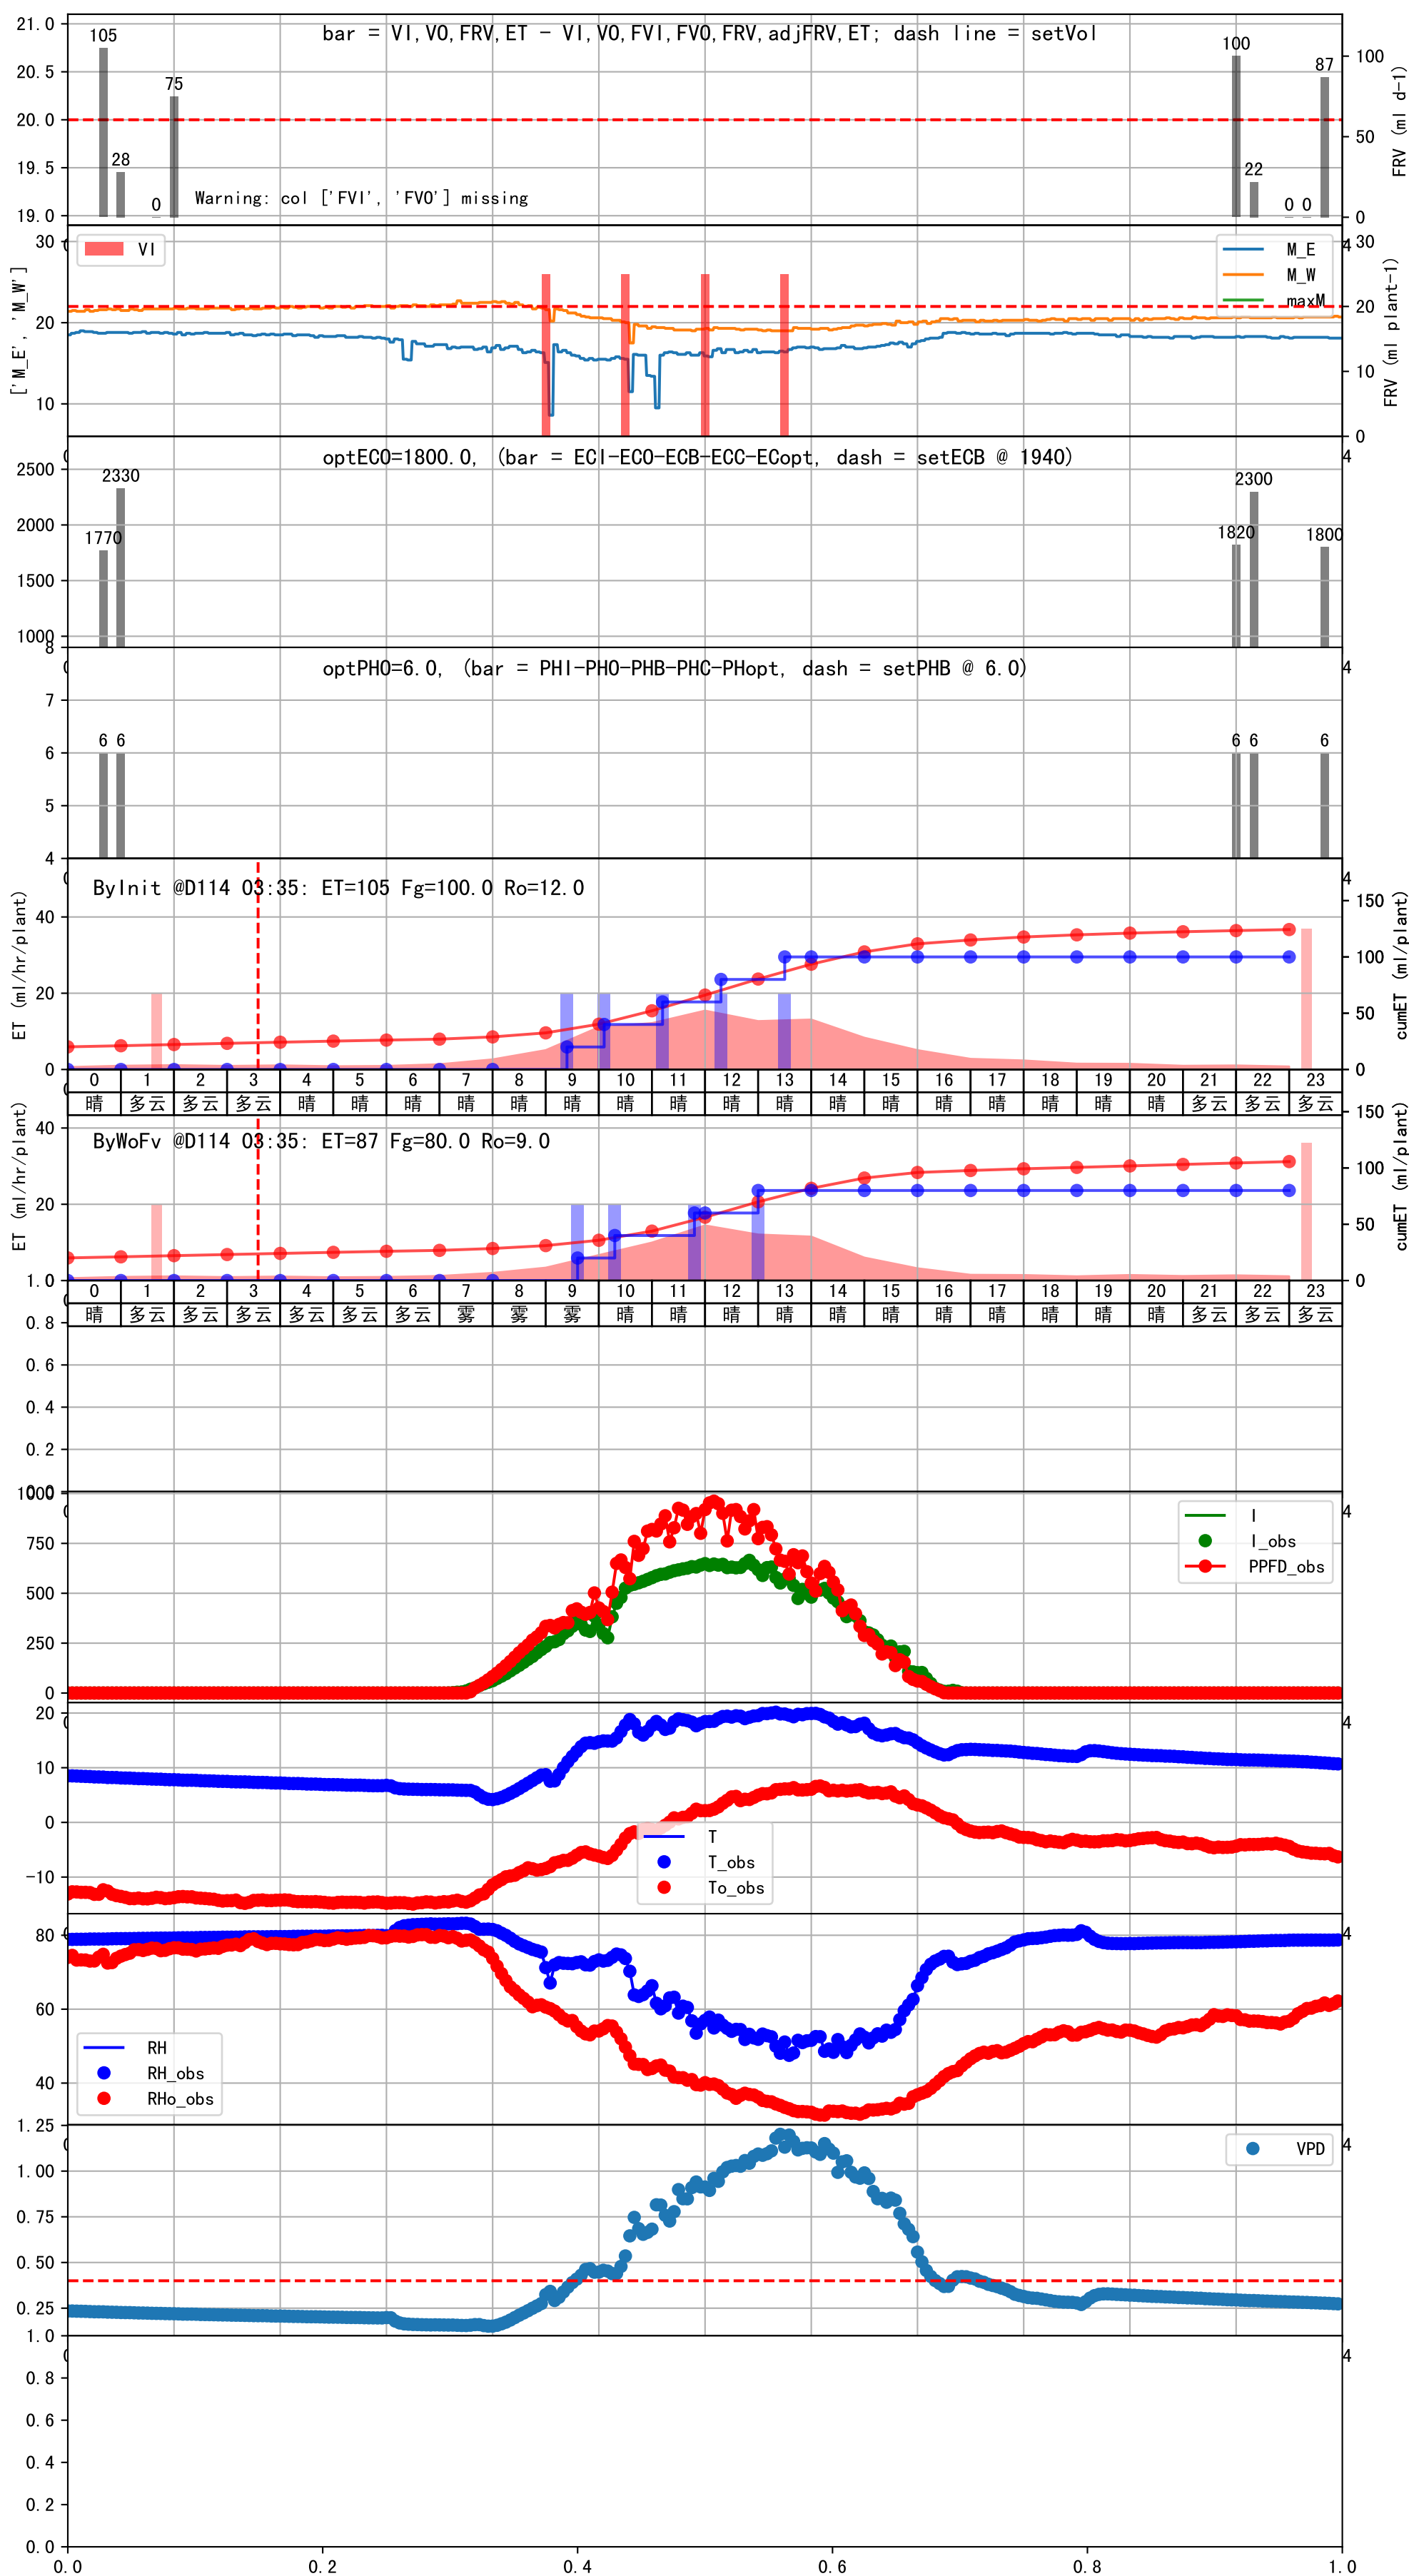 bar = VI,VO,FRV,ET - VI,VO,FVI,FVO,FRV,adjFRV,ET; dash line = setVol
21.0
20.5
20.0
19.5
19.0
105
28
0
75
100
22
0
0
87
Warning: col ['FVI', 'FVO'] missing
100
50
0
FRV (ml d-1)
['M_E', 'M_W']
30
20
10
VI
M_E
M_W
maxM
30
20
10
0
FRV (ml plant-1)
optECO=1800.0, (bar = ECI-ECO-ECB-ECC-ECopt, dash = setECB @ 1940)
2500
2000
1500
1000
1770
2330
1820
2300
1800
optPHO=6.0, (bar = PHI-PHO-PHB-PHC-PHopt, dash = setPHB @ 6.0)
8
7
6
5
4
6
6
6
6
6
ByInit @D114 03:35: ET=105 Fg=100.0 Ro=12.0
ET (ml/hr/plant)
40
20
0
150
100
50
0
cumET (ml/plant)
0 1 2 3 4 5 6 7 8 9 10 11 12 13 14 15 16 17 18 19 20 21 22 23
晴 多云 多云 多云 晴 晴 晴 晴 晴 晴 晴 晴 晴 晴 晴 晴 晴 晴 晴 晴 晴 多云 多云 多云
ByWoFv @D114 03:35: ET=87 Fg=80.0 Ro=9.0
ET (ml/hr/plant)
40
20
1.0
150
100
50
0
cumET (ml/plant)
0 1 2 3 4 5 6 7 8 9 10 11 12 13 14 15 16 17 18 19 20 21 22 23
晴 多云 多云 多云 多云 多云 多云 雾 雾 雾 晴 晴 晴 晴 晴 晴 晴 晴 晴 晴 晴 多云 多云 多云
0.8
0.6
0.4
0.2
1000
750
500
250
0
I
I_obs
PPFD_obs
20
10
0
-10
T
T_obs
To_obs
80
60
40
RH
RH_obs
RHo_obs
1.25
1.00
0.75
0.50
0.25
VPD
1.0
0.8
0.6
0.4
0.2
0.0
0.0 0.2 0.4 0.6 0.8 1.0